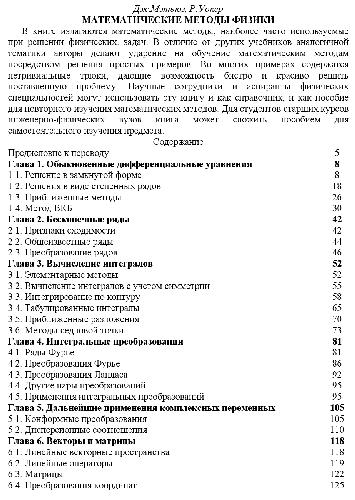 Дж.Мэтьюз, Р.Уокер
МАТЕМАТИЧЕСКИЕ МЕТОДЫ ФИЗИКИ
В книге излагаются математические методы, наиболее часто используемые
при решении физических задач. В отличие от других учебников аналогичной
тематики авторы делают ударение на обучение математическим методам
посредством решения простых примеров. Во многих примерах содержатся
нетривиальные трюки, дающие возможность быстро и красиво решить
поставленную проблему. Научные сотрудники и аспиранты физических
специальностей могут использовать эту книгу и как справочник, и как пособие
для повторного изучения математических методов. Для студентов старших курсов
инженерно-физических вузов книга может служить пособием для
самостоятельного изучения предмета.
Содержание
Предисловие к переводу 5
Глава 1. Обыкновенные дифференциальные уравнения 8
1 1. Решение в замкнутой форме 8
1 2. Решения в виде степенных рядов 18
1 3. Приближенные методы 26
1 4. Метод ВКБ 30
Глава 2. Бесконечные ряды 42
2 1. Признаки сходимости 42
2 2. Общеизвестные ряды 44
2 3. Преобразование рядов 46
Глава 3. Вычисление интегралов 52
3 1. Элементарные методы 52
3 2. Вычисление интегралов с учетом симметрии 55
3 3. Интегрирование по контуру 58
3 4. Табулированные интегралы 65
3 5. Приближенные разложения 70
3 6. Методы седловой точки 73
Глава 4. Интегральные преобразования 81
4 1. Ряды Фурье 81
4 2. Преобразования Фурье 86
4 3. Преобразования Лапласа 92
4 4. Другие пары преобразований 95
4 5. Применения интегральных преобразований 95
Глава 5. Дальнейшие применения комплексных переменных 105
5 1. Конформные преобразования 105
5 2. Дисперсионные соотношения 110
Глава 6. Векторы и матрицы 118
6 1. Линейные векторные пространства 118
6 2. Линейные операторы 119
6 3. Матрицы 122
6 4. Преобразования координат 125